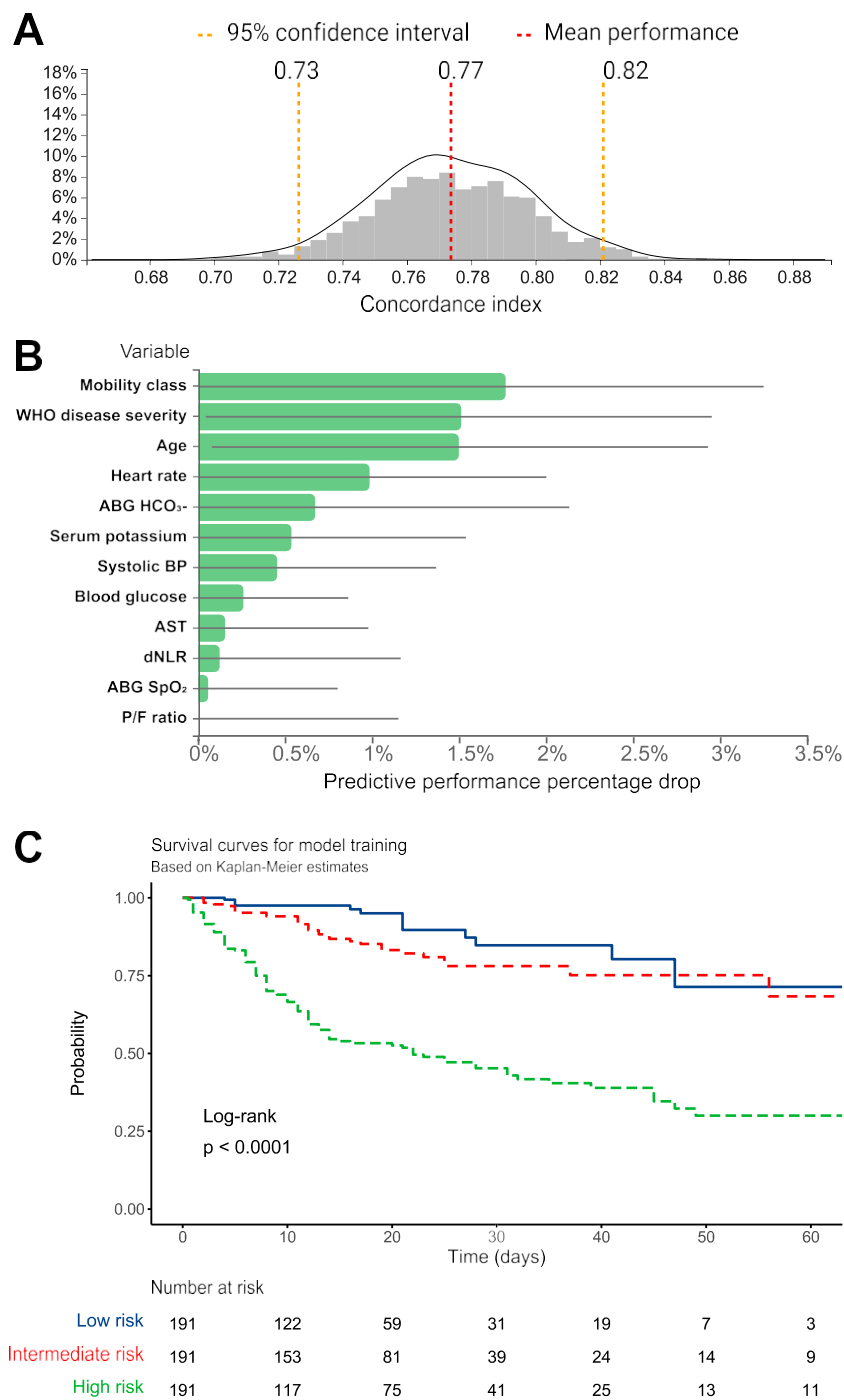 A
95% confidence interval Mean performance
0.73 0.77 0.82
18%
16%
14%
12%
10%
8%
6%
4%
2%
0%
0.68 0.70 0.72 0.74 0.76 0.78 0.80 0.82 0.84 0.86 0.88
Concordance index
B
Variable
Mobility class
WHO disease severity
Age
Heart rate
ABG HCO₃-
Serum potassium
Systolic BP
Blood glucose
AST
dNLR
ABG SpO₂
P/F ratio
0% 0.5% 1% 1.5% 2% 2.5% 3% 3.5%
Predictive performance percentage drop
C
Survival curves for model training
Based on Kaplan-Meier estimates
1.00
0.75
0.50
0.25
0.00
Probability
Log-rank
p < 0.0001
0 10 20 30 40 50 60
Time (days)
Number at risk
Low risk 191 122 59 31 19 7 3
Intermediate risk 191 153 81 39 24 14 9
High risk 191 117 75 41 25 13 11